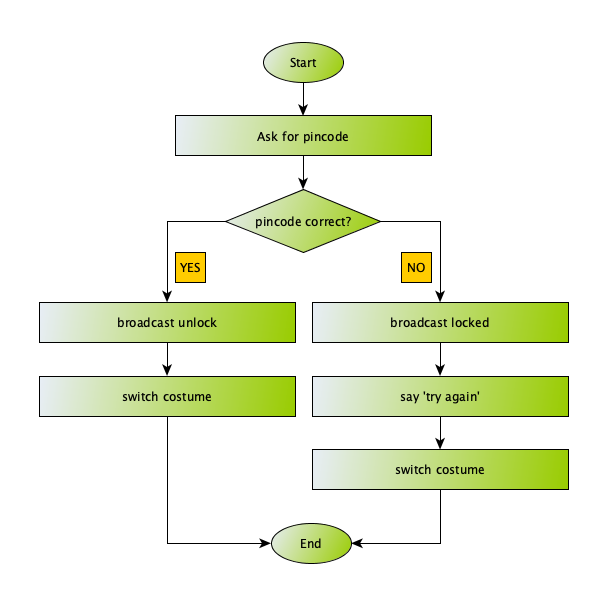 Start
Ask for pincode
pincode correct?
YES
NO
broadcast unlock
broadcast locked
switch costume
say 'try again'
switch costume
End